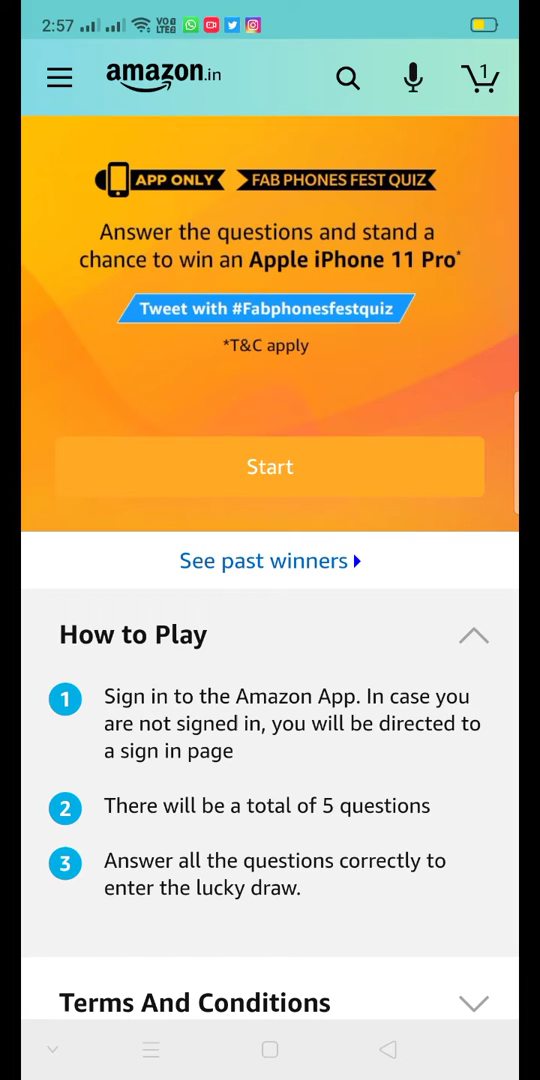 2:57 VoB LTEB
amazon.in 1
APP ONLY FAB PHONES FEST QUIZ
Answer the questions and stand a
chance to win an Apple iPhone 11 Pro*
Tweet with #Fabphonesfestquiz
*T&C apply
Start
See past winners
How to Play
1 Sign in to the Amazon App. In case you
are not signed in, you will be directed to
a sign in page
2 There will be a total of 5 questions
3 Answer all the questions correctly to
enter the lucky draw.
Terms And Conditions